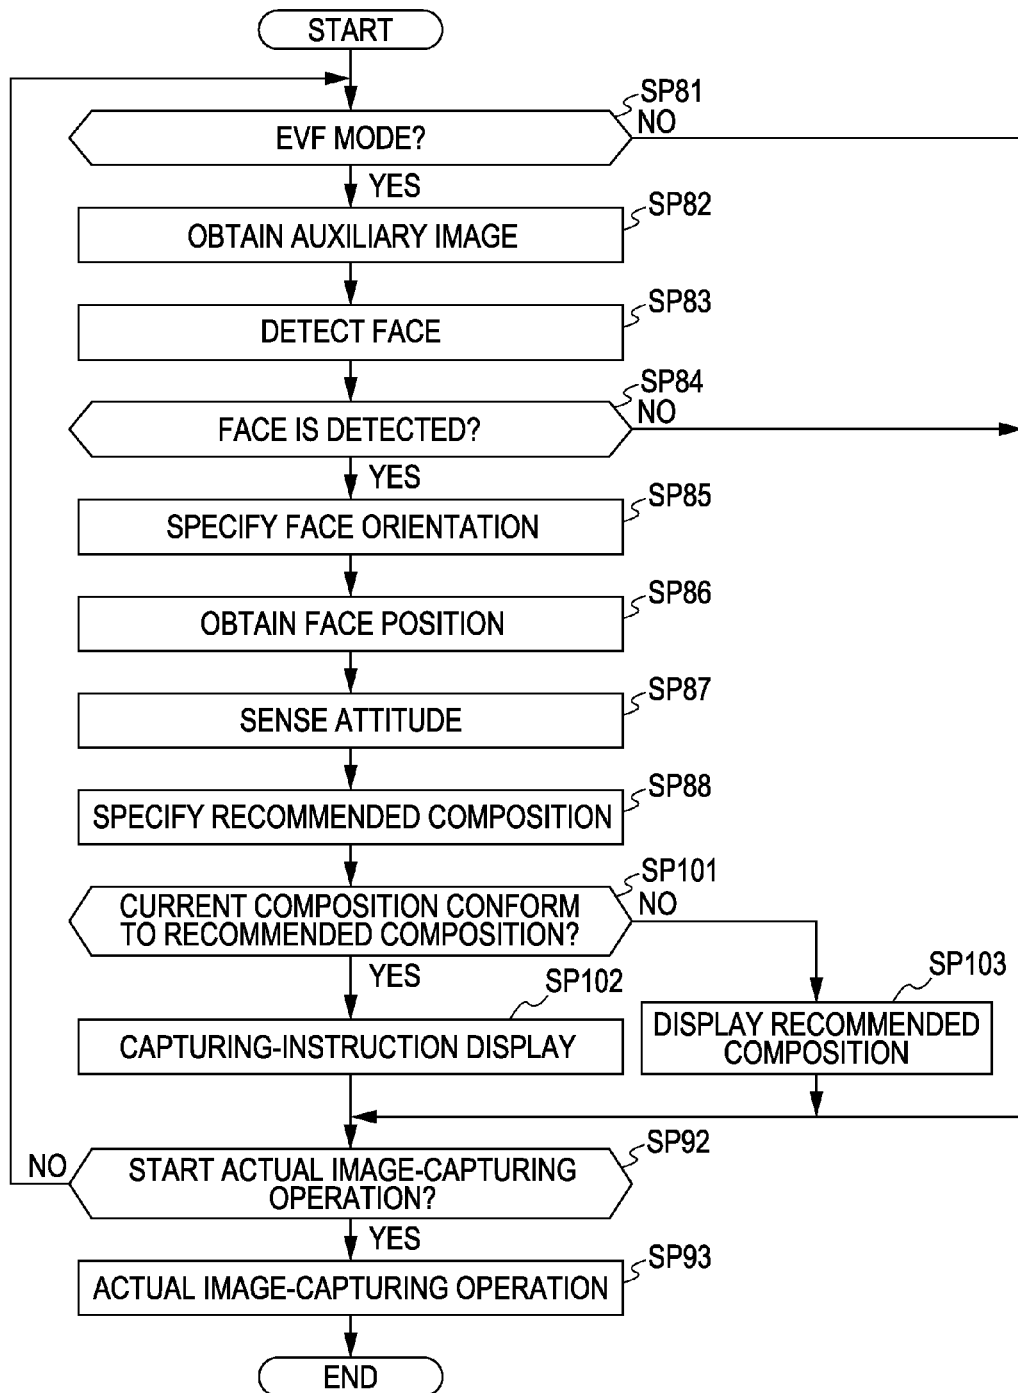 START
SP81
EVF MODE?
NO
YES
SP82
OBTAIN AUXILIARY IMAGE
SP83
DETECT FACE
SP84
FACE IS DETECTED?
NO
YES
SP85
SPECIFY FACE ORIENTATION
SP86
OBTAIN FACE POSITION
SP87
SENSE ATTITUDE
SP88
SPECIFY RECOMMENDED COMPOSITION
SP101
CURRENT COMPOSITION CONFORM
TO RECOMMENDED COMPOSITION?
NO
YES
SP102
CAPTURING-INSTRUCTION DISPLAY
SP103
DISPLAY RECOMMENDED
COMPOSITION
SP92
START ACTUAL IMAGE-CAPTURING
OPERATION?
NO
YES
SP93
ACTUAL IMAGE-CAPTURING OPERATION
END